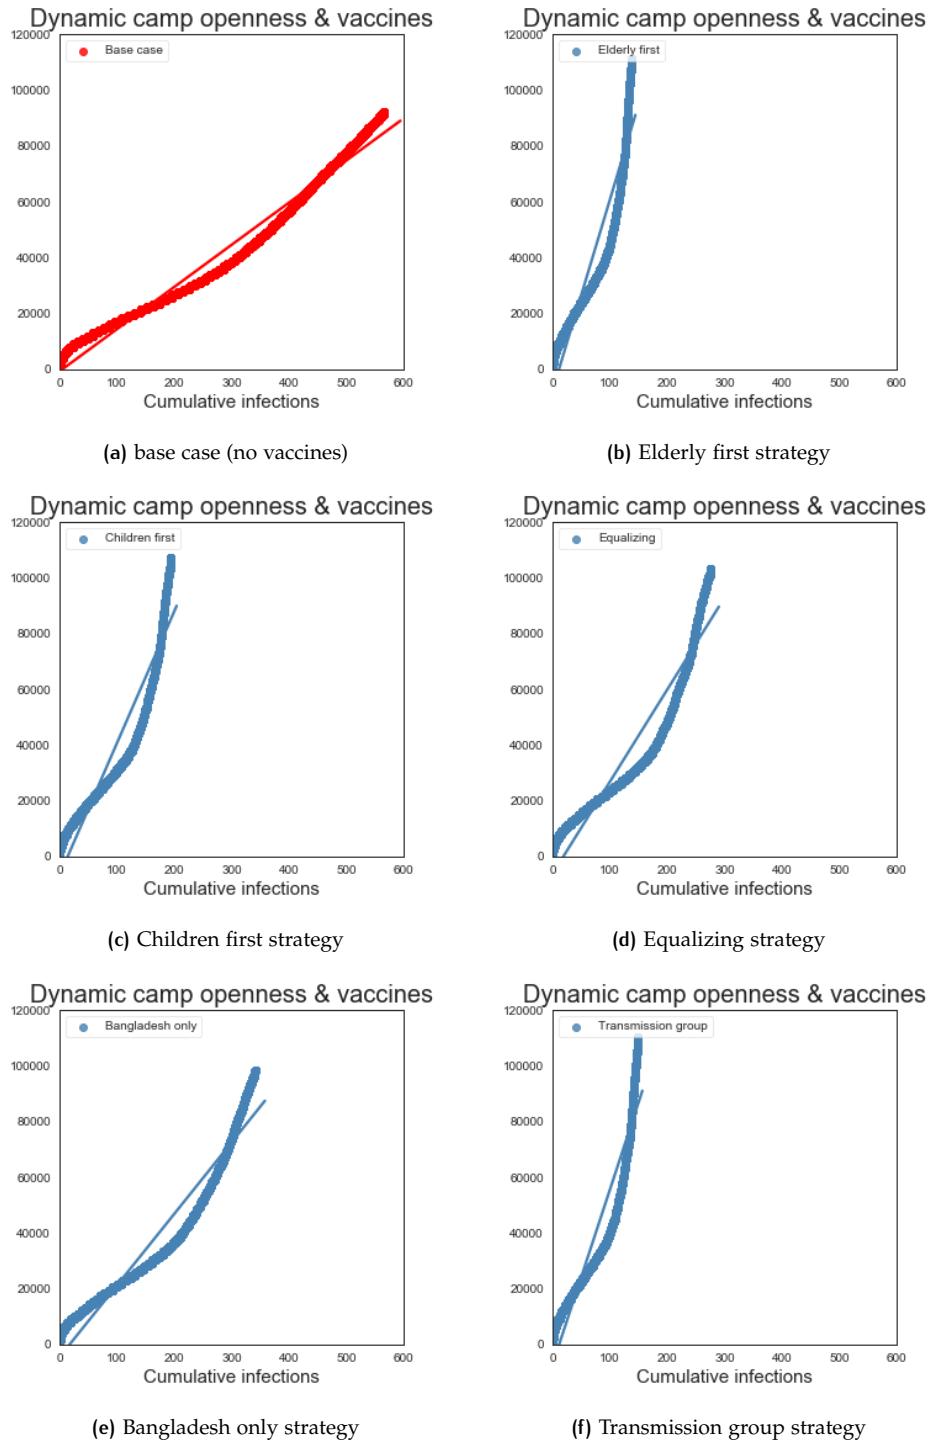 Dynamic camp openness & vaccines
Base case
120000
100000
80000
60000
40000
20000
0
0 100 200 300 400 500 600
Cumulative infections
(a) base case (no vaccines)
Dynamic camp openness & vaccines
Elderly first
120000
100000
80000
60000
40000
20000
0
0 100 200 300 400 500 600
Cumulative infections
(b) Elderly first strategy
Dynamic camp openness & vaccines
Children first
120000
100000
80000
60000
40000
20000
0
0 100 200 300 400 500 600
Cumulative infections
(c) Children first strategy
Dynamic camp openness & vaccines
Equalizing
120000
100000
80000
60000
40000
20000
0
0 100 200 300 400 500 600
Cumulative infections
(d) Equalizing strategy
Dynamic camp openness & vaccines
Bangladesh only
120000
100000
80000
60000
40000
20000
0
0 100 200 300 400 500 600
Cumulative infections
(e) Bangladesh only strategy
Dynamic camp openness & vaccines
Transmission group
120000
100000
80000
60000
40000
20000
0
0 100 200 300 400 500 600
Cumulative infections
(f) Transmission group strategy